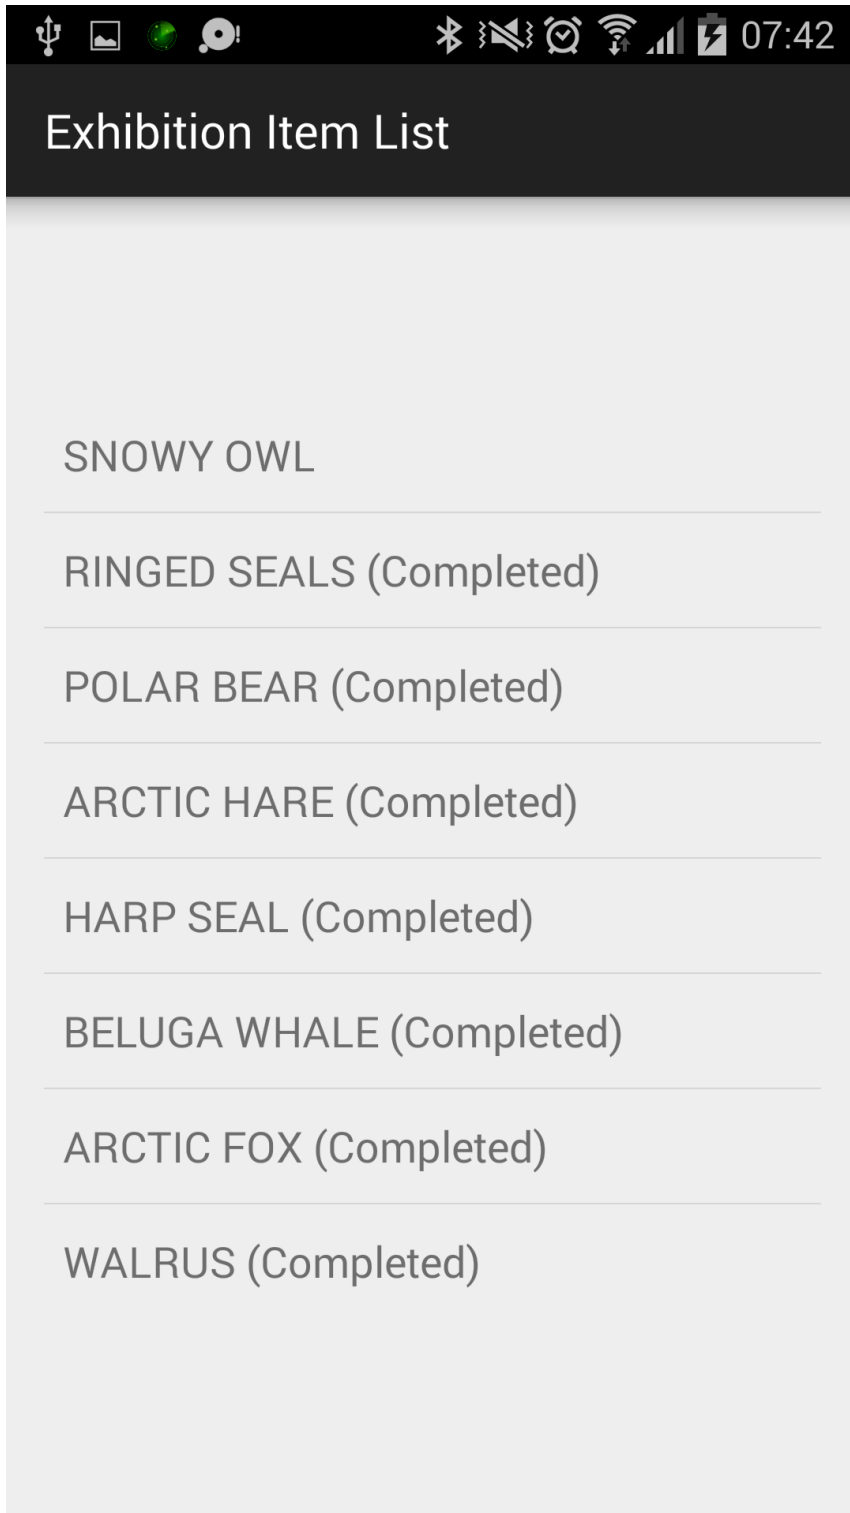 07:42
Exhibition Item List
SNOWY OWL
RINGED SEALS (Completed)
POLAR BEAR (Completed)
ARCTIC HARE (Completed)
HARP SEAL (Completed)
BELUGA WHALE (Completed)
ARCTIC FOX (Completed)
WALRUS (Completed)